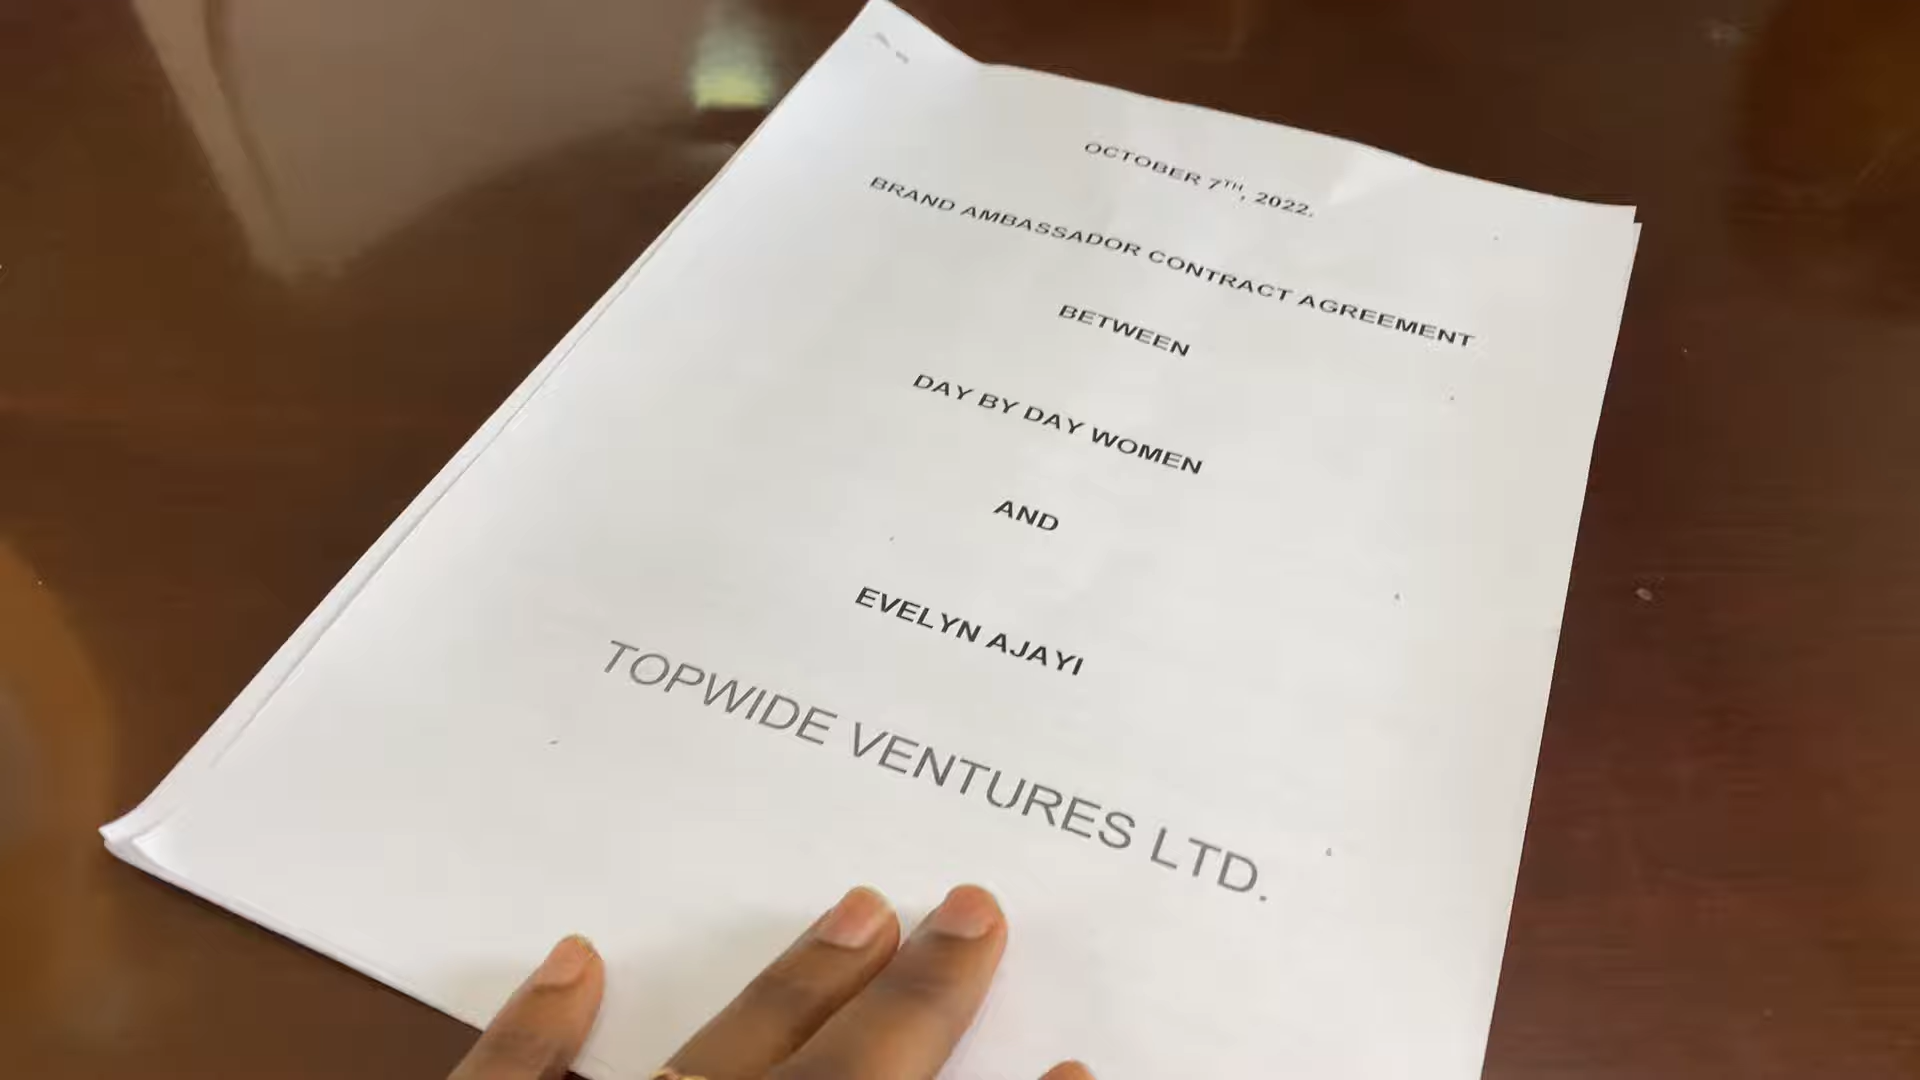 OCTOBER 7TH, 2022.
BRAND AMBASSADOR CONTRACT AGREEMENT
BETWEEN
DAY BY DAY WOMEN
AND
EVELYN AJAYI
TOPWIDE VENTURES LTD.